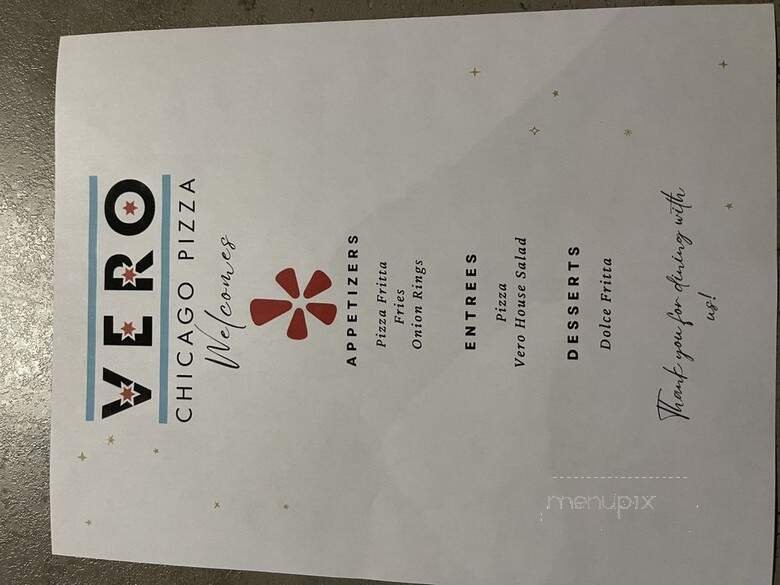 VERO
CHICAGO PIZZA
Welcomes
APPETIZERS
Pizza Fritta
Fries
Onion Rings
ENTREES
Pizza
Vero House Salad
DESSERTS
Dolce Fritta
Thank you for dining with
us!
menupix